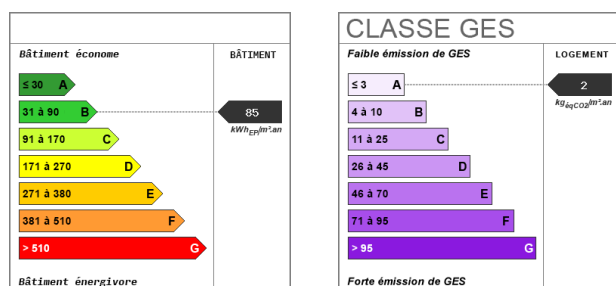 Bâtiment économe
BÂTIMENT
≤ 30 A
31 à 90 B
85
kWhEP/m².an
91 à 170 C
171 à 270 D
271 à 380 E
381 à 510 F
> 510 G
Bâtiment énergivore
CLASSE GES
Faible émission de GES
LOGEMENT
≤ 3 A
2
kgéqCO2/m².an
4 à 10 B
11 à 25 C
26 à 45 D
46 à 70 E
71 à 95 F
> 95 G
Forte émission de GES